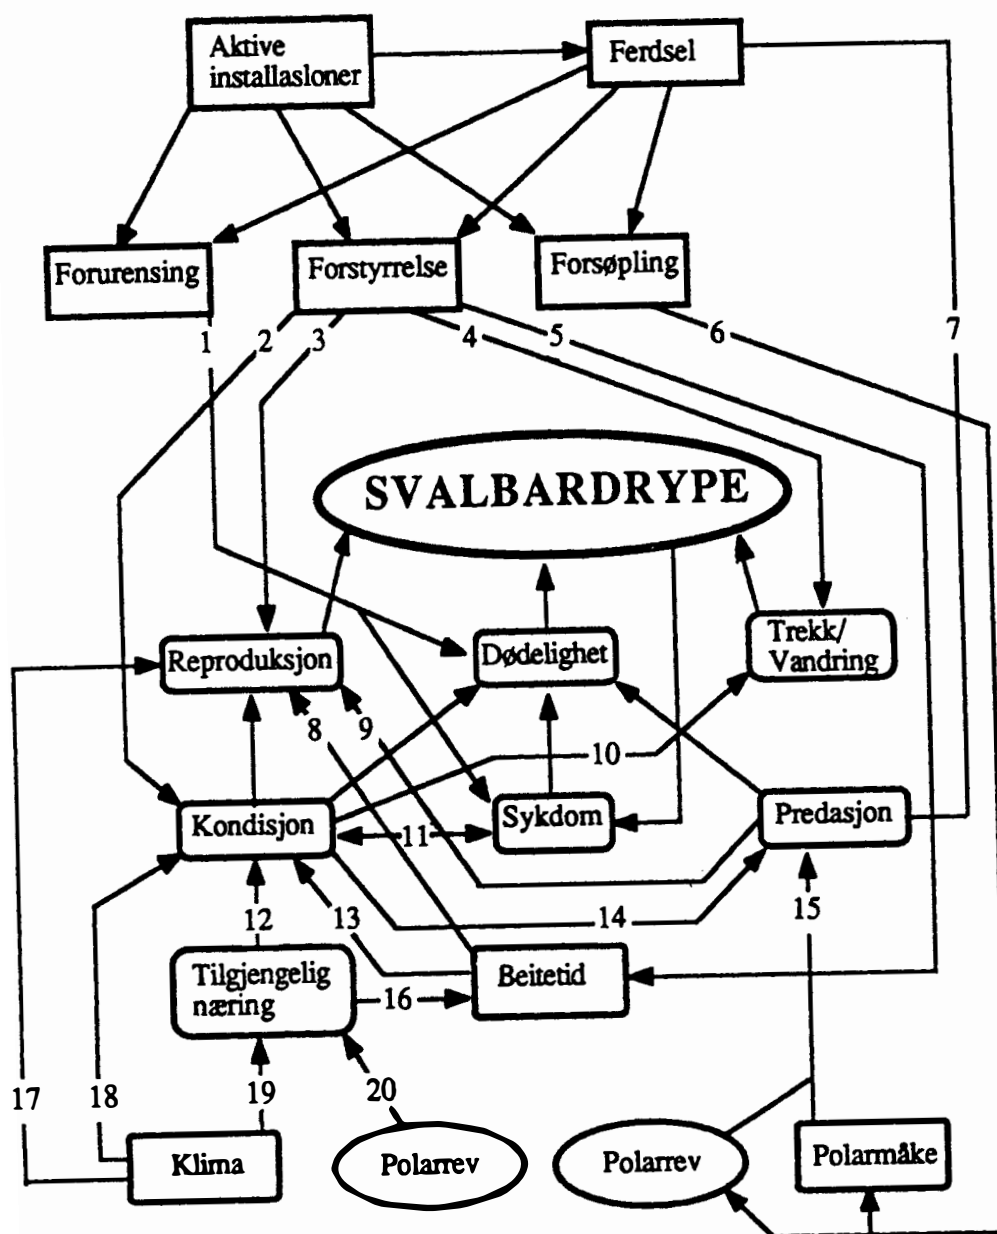 Aktive
installasloner
Ferdsel
Forurensing
Forstyrrelse
Forsøpling
1
2
3
4
5
6
7
SVALBARDRYPE
Reproduksjon
Dødelighet
Trekk/
Vandring
8
9
10
Kondisjon
11
Sykdom
Predasjon
12
13
14
15
Tilgjengelig
næring
16
Beitetid
17
18
19
20
Klima
Polarrev
Polarrev
Polarmåke